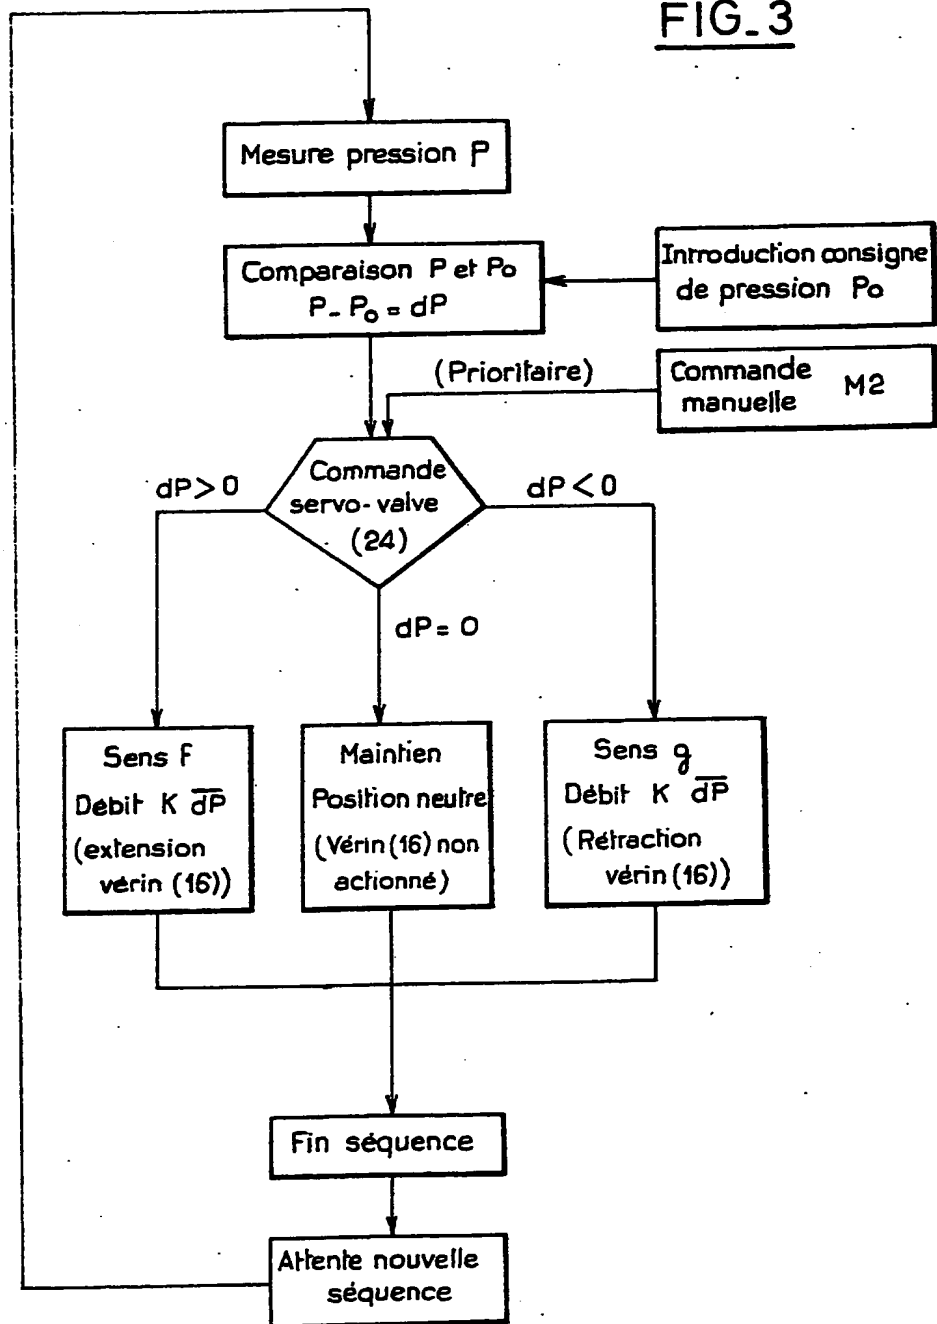 FIG_3
Mesure pression P
Comparaison P et Po
P_ Po = dP
Introduction consigne
de pression Po
(Prioritaire)
Commande
manuelle M2
Commande
servo-valve
(24)
dP > 0
dP < 0
dP = 0
Sens f
Débit K d̅P̅
(extension
vérin (16))
Maintien
Position neutre
(Vérin (16) non
actionné)
Sens g
Débit K d̅P̅
(Rétraction
vérin (16))
Fin séquence
Attente nouvelle
séquence